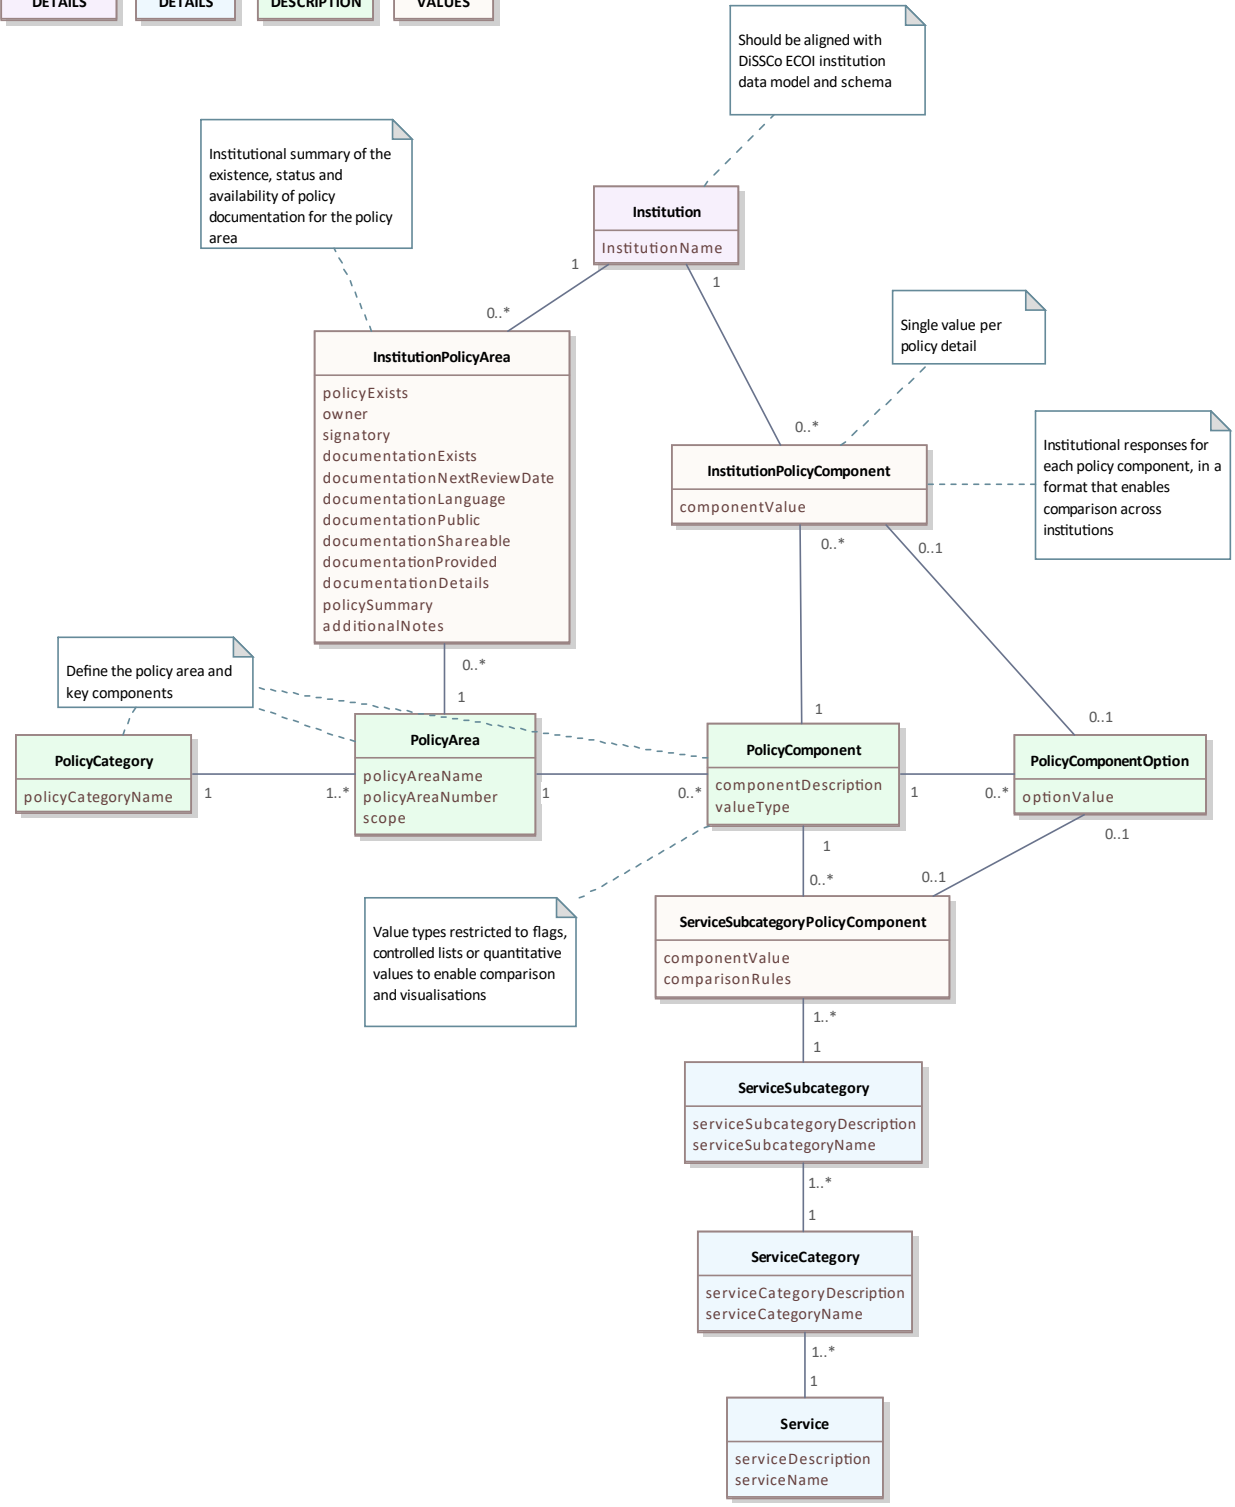 DETAILS
DETAILS
DESCRIPTION
VALUES
Should be aligned with
DiSSCo ECOI institution
data model and schema
Institutional summary of the
existence, status and
availability of policy
documentation for the policy
area
Institution
InstitutionName
1
1
0..*
Single value per
policy detail
InstitutionPolicyArea
policyExists
owner
signatory
documentationExists
documentationNextReviewDate
documentationLanguage
documentationPublic
documentationShareable
documentationProvided
documentationDetails
policySummary
additionalNotes
0..*
InstitutionPolicyComponent
componentValue
Institutional responses for
each policy component, in a
format that enables
comparison across
institutions
0..*
0..1
Define the policy area and
key components
0..*
1
1
0..1
PolicyCategory
policyCategoryName
1
1..*
PolicyArea
policyAreaName
policyAreaNumber
scope
1
0..*
PolicyComponent
componentDescription
valueType
1
0..*
PolicyComponentOption
optionValue
1
0..*
0..1
0..1
Value types restricted to flags,
controlled lists or quantitative
values to enable comparison
and visualisations
ServiceSubcategoryPolicyComponent
componentValue
comparisonRules
1..*
1
ServiceSubcategory
serviceSubcategoryDescription
serviceSubcategoryName
1..*
1
ServiceCategory
serviceCategoryDescription
serviceCategoryName
1..*
1
Service
serviceDescription
serviceName